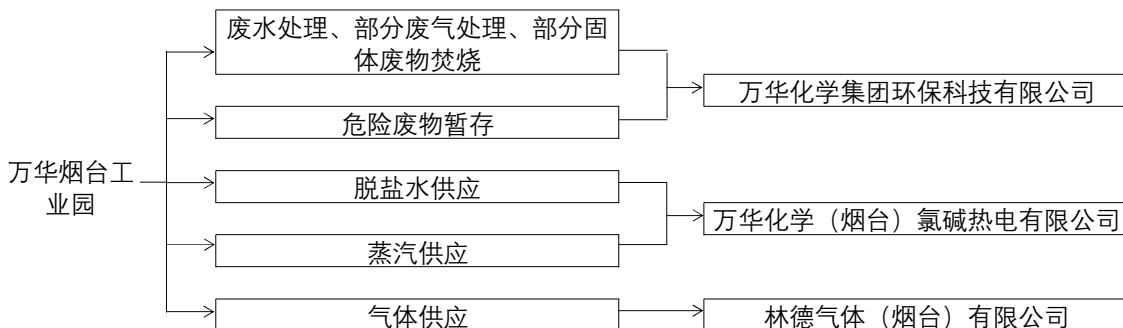 废水处理、部分废气处理、部分固
体废物焚烧
万华化学集团环保科技有限公司
危险废物暂存
万华烟台工
业园
脱盐水供应
万华化学（烟台）氯碱热电有限公司
蒸汽供应
气体供应
林德气体（烟台）有限公司